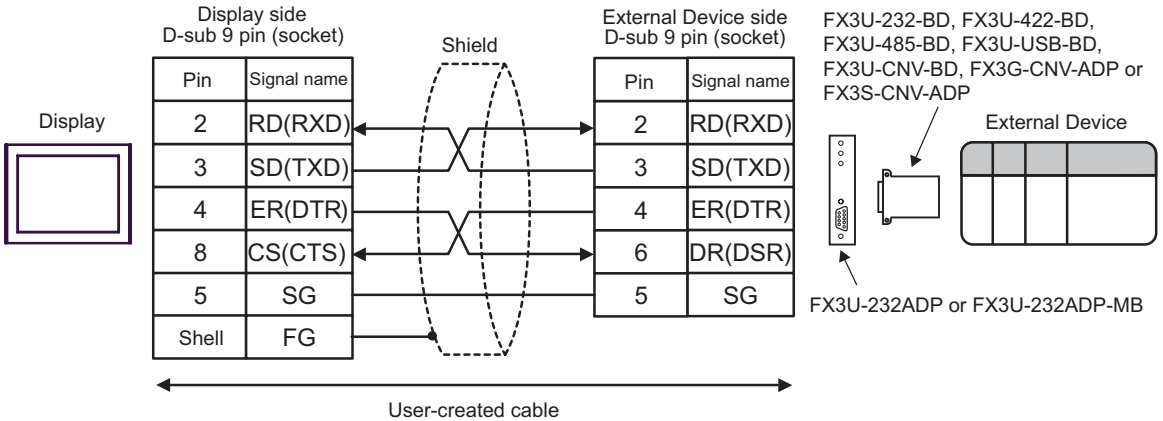 Display side
D-sub 9 pin (socket)
Shield
External Device side
D-sub 9 pin (socket)
FX3U-232-BD, FX3U-422-BD,
FX3U-485-BD, FX3U-USB-BD,
FX3U-CNV-BD, FX3G-CNV-ADP or
FX3S-CNV-ADP
Display
External Device
Pin Signal name Pin Signal name
2 RD(RXD) 2 RD(RXD)
3 SD(TXD) 3 SD(TXD)
4 ER(DTR) 4 ER(DTR)
8 CS(CTS) 6 DR(DSR)
5 SG 5 SG
Shell FG
FX3U-232ADP or FX3U-232ADP-MB
User-created cable